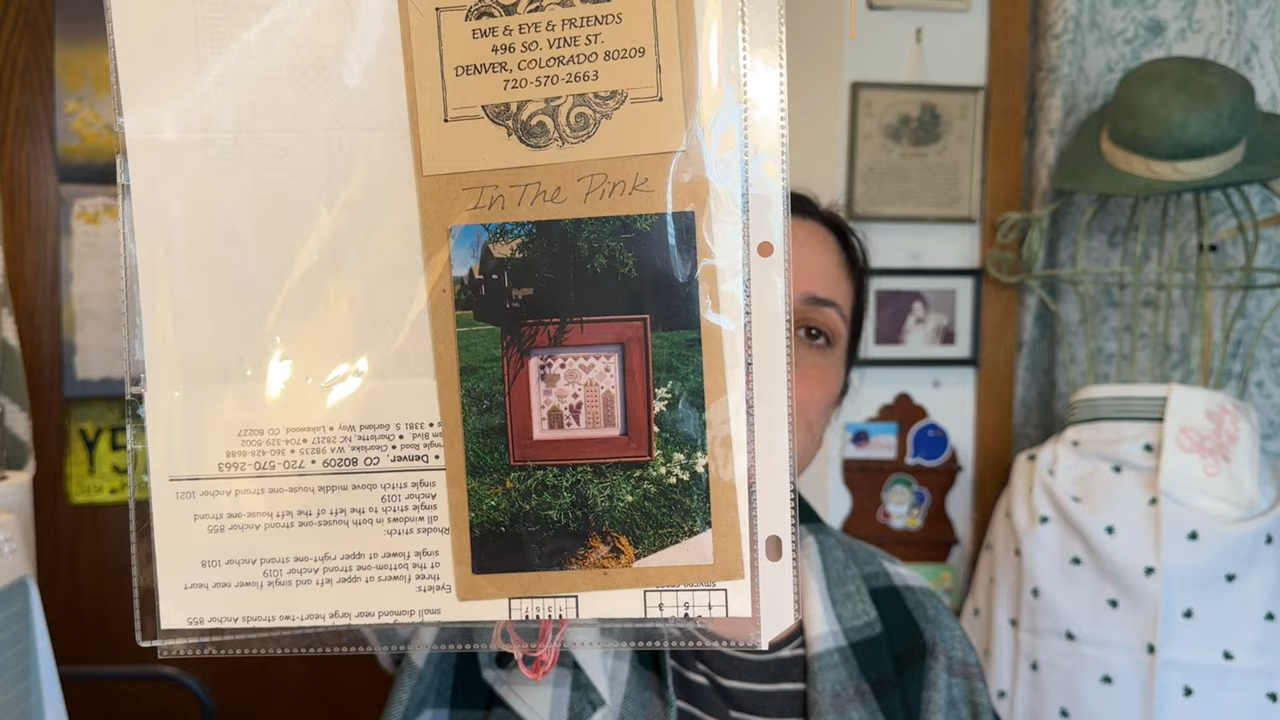 EWE & EYE & FRIENDS
496 SO. VINE ST.
DENVER, COLORADO 80209
720-570-2663
In The Pink
small diamond near large heart-two strands Anchor 855
Eyelets:
three flowers at upper left and single flower near heart
at the bottom-one strand Anchor 1019
single flower at upper right-one strand Anchor 1018
Rhodes stitch:
all windows in both houses-one strand Anchor 855
single stitch to the left of the left house-one strand
Anchor 1019
single stitch above middle house-one strand Anchor 1021
• Denver, CO 80209 • 720-570-2663
Road • Clearlake, WA 98235 • 360-428-8688
Blvd. • Charlotte, NC 28217 • 704-329-5002
• 3381 S. Garland Way • Lakewood, CO 80227
Y5